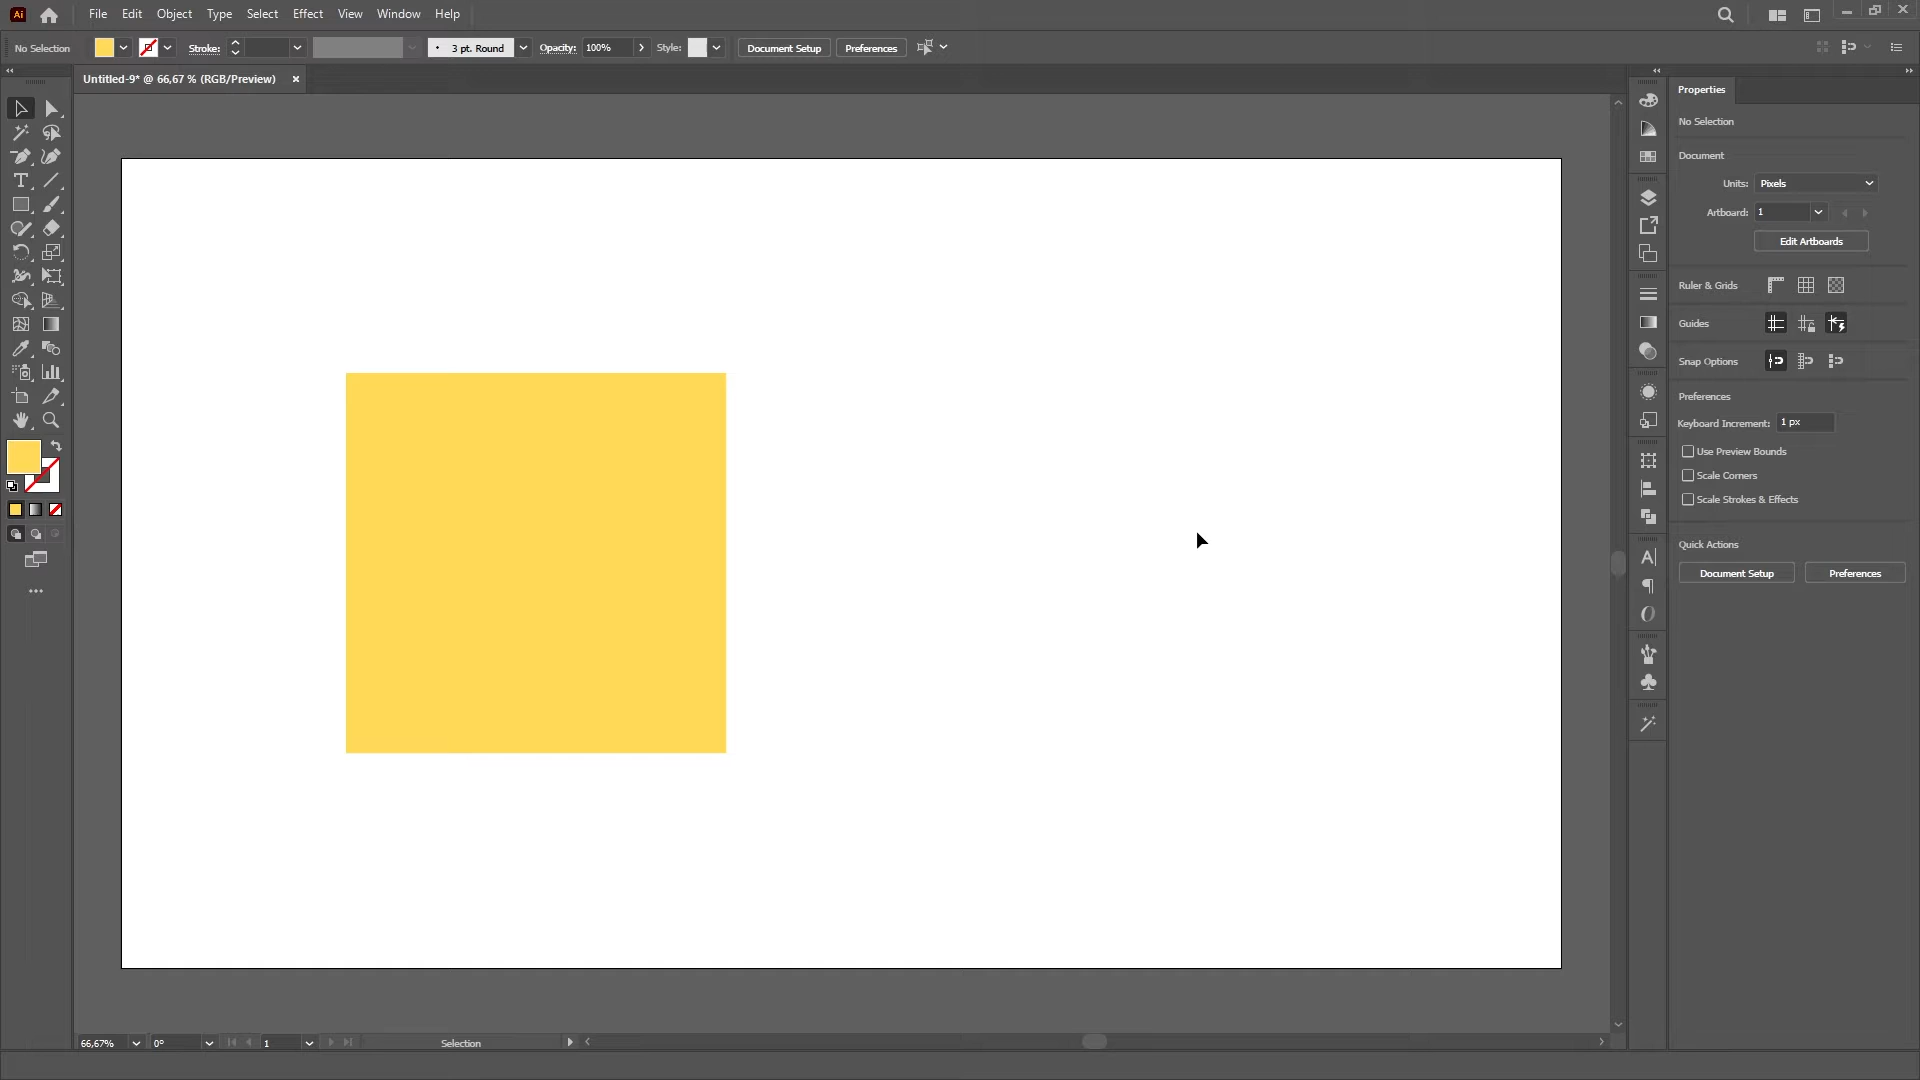 Ai File Edit Object Type Select Effect View Window Help
No Selection Stroke: 3 pt. Round Opacity: 100% Style: Document Setup Preferences
Untitled-9* @ 66,67 % (RGB/Preview) ×
Properties
No Selection
Document
Units: Pixels
Artboard: 1
Edit Artboards
Ruler & Grids
Guides
Snap Options
Preferences
Keyboard Increment: 1 px
Use Preview Bounds
Scale Corners
Scale Strokes & Effects
Quick Actions
Document Setup Preferences
66,67% 0° 1 Selection